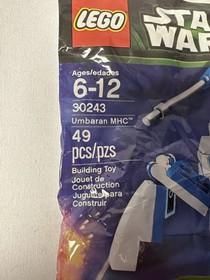 LEGO
STAR
WAR
Ages/edades
6-12
30243
Umbaran MHC™
49
pcs/pzs
Building Toy
Jouet de
Construction
Juguete para
Construir